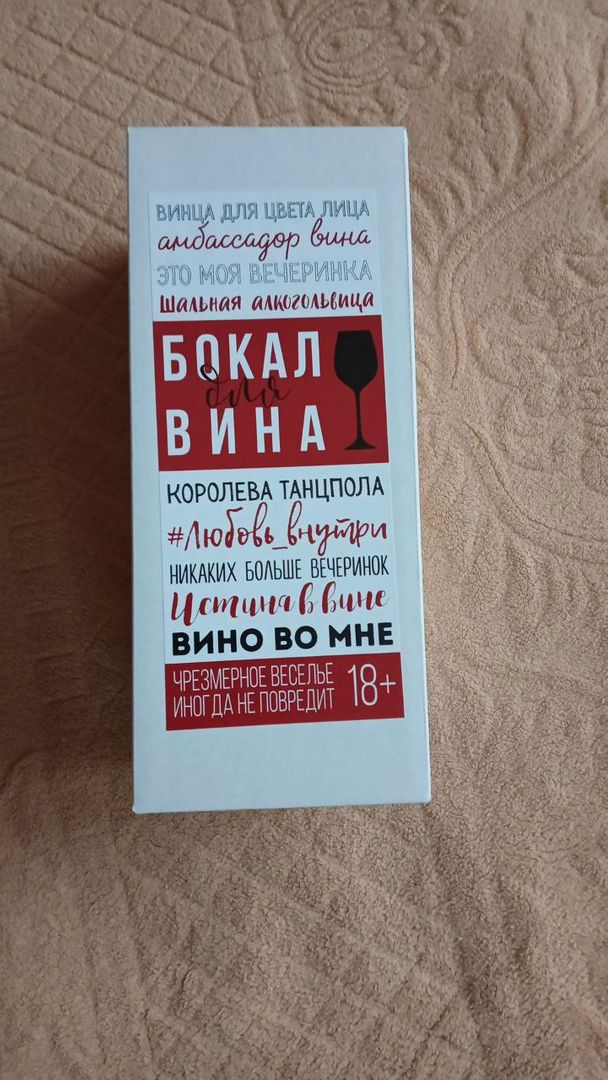 ВИНЦА ДЛЯ ЦВЕТА ЛИЦА
амбассадор вина
ЭТО МОЯ ВЕЧЕРИНКА
шальная алкогольвица
БОКАЛ
для
ВИНА
КОРОЛЕВА ТАНЦПОЛА
#Любовь_внутри
НИКАКИХ БОЛЬШЕ ВЕЧЕРИНОК
Истина в вине
ВИНО ВО МНЕ
ЧРЕЗМЕРНОЕ ВЕСЕЛЬЕ
ИНОГДА НЕ ПОВРЕДИТ
18+